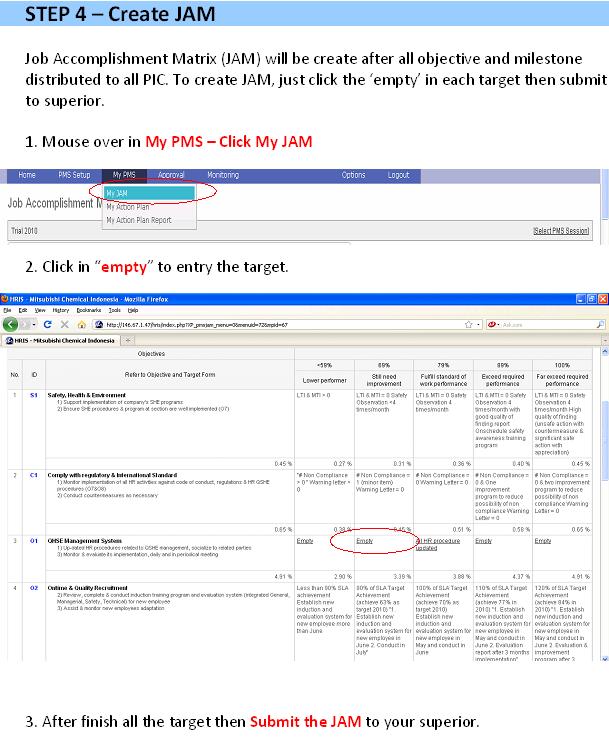 STEP 4 – Create JAM
Job Accomplishment Matrix (JAM) will be create after all objective and milestone
distributed to all PIC. To create JAM, just click the 'empty' in each target then submit
to superior.
1. Mouse over in My PMS – Click My JAM
Home PMS Setup My PMS Approval Monitoring Options Logout
My JAM
Job Accomplishment M
My Action Plan
My Action Plan Report
Trial 2010 [Select PMS Session]
2. Click in "empty" to entry the target.
HRIS - Mitsubishi Chemical Indonesia - Mozilla Firefox
File Edit View History Bookmarks Tools Help
Ask.com
HRIS - Mitsubishi Chemical Indonesia
Objectives
<59% 69% 79% 89% 100%
No. ID Refer to Objective and Target Form
Lower performer
Still need improvement
Fulfill standard of work performance
Exceed required performance
Far exceed required performance
1 S1 Safety, Health & Environment
1) Support implementation of company's SHE programs
2) Ensure SHE procedures & program at section are well implemented (O7)
LTI & MTI > 0
LTI & MTI = 0 Safety
Observation <4
times/month
LTI & MTI = 0 Safety
Observation 4
times/month
LTI & MTI = 0 Safety
Observation 4
times/month with
good quality of
finding report
Onschedule safety
awareness training
program
LTI & MTI = 0 Safety
Observation 4
times/month High
quality of finding
(unsafe action with
countermeasure &
significant safe
action with
appreciation)
0.45 % 0.27 % 0.31 % 0.36 % 0.40 % 0.45 %
2 C1 Comply with regulatory & International Standard
1) Monitor implementation of all HR activities against code of conduct, regulations & HR QSHE
procedures (O7&O8)
2) Conduct countermeasures as necessary
"# Non Compliance
> 0" Warning letter >
0
# Non Compliance =
1 (minor item)
Warning Letter = 0
# Non Compliance =
0 Warning Letter = 0
# Non Compliance =
0 & One
improvement
program to reduce
possibility of non
compliance Warning
Letter = 0
# Non Compliance =
0 & two improvement
program to reduce
possibility of non
compliance Warning
Letter = 0
0.65 % 0.38 % 0.45 % 0.51 % 0.58 % 0.65 %
3 O1 QHSE Management System
1) Up-dated HR procedures related to QSHE management, socialize to related parties
3) Monitor & evaluate its implementation, daily and in periodical meeting
Empty Empty All HR procedure
updated
Empty Empty
4.91 % 2.90 % 3.39 % 3.88 % 4.37 % 4.91 %
4 O2 Ontime & Quality Recruitment
2) Review, complete & conduct induction training program and evaluation system (integrated General,
Managerial, Safety, Technical) for new employee
3) Assist & monitor new employees adaptation
Less than 90% SLA
Achievement
Establish new
induction and
evaluation system for
new employee more
than June
90% of SLA Target
Achievement
(achieve 63% as
target 2010) "1.
Establish new
induction and
evaluation system for
new employee in
May and conduct in
June 2. Conduct in
July"
100% of SLA Target
Achievement
(achieve 70% as
target 2010)
Establish new
induction and
evaluation system for
new employee in
May and conduct in
June
110% of SLA Target
Achievement
(achieve 77% in
2010) "1. Establish
new induction and
evaluation system for
new employee in
May and conduct in
June 2. Evaluation
report after 3 months
implementation"
120% of SLA Target
Achievement
(achieve 84% in
2010) "1. Establish
new induction and
evaluation system for
new employee in
May and conduct in
June 2. Evaluation &
improvement
program after 3
3. After finish all the target then Submit the JAM to your superior.